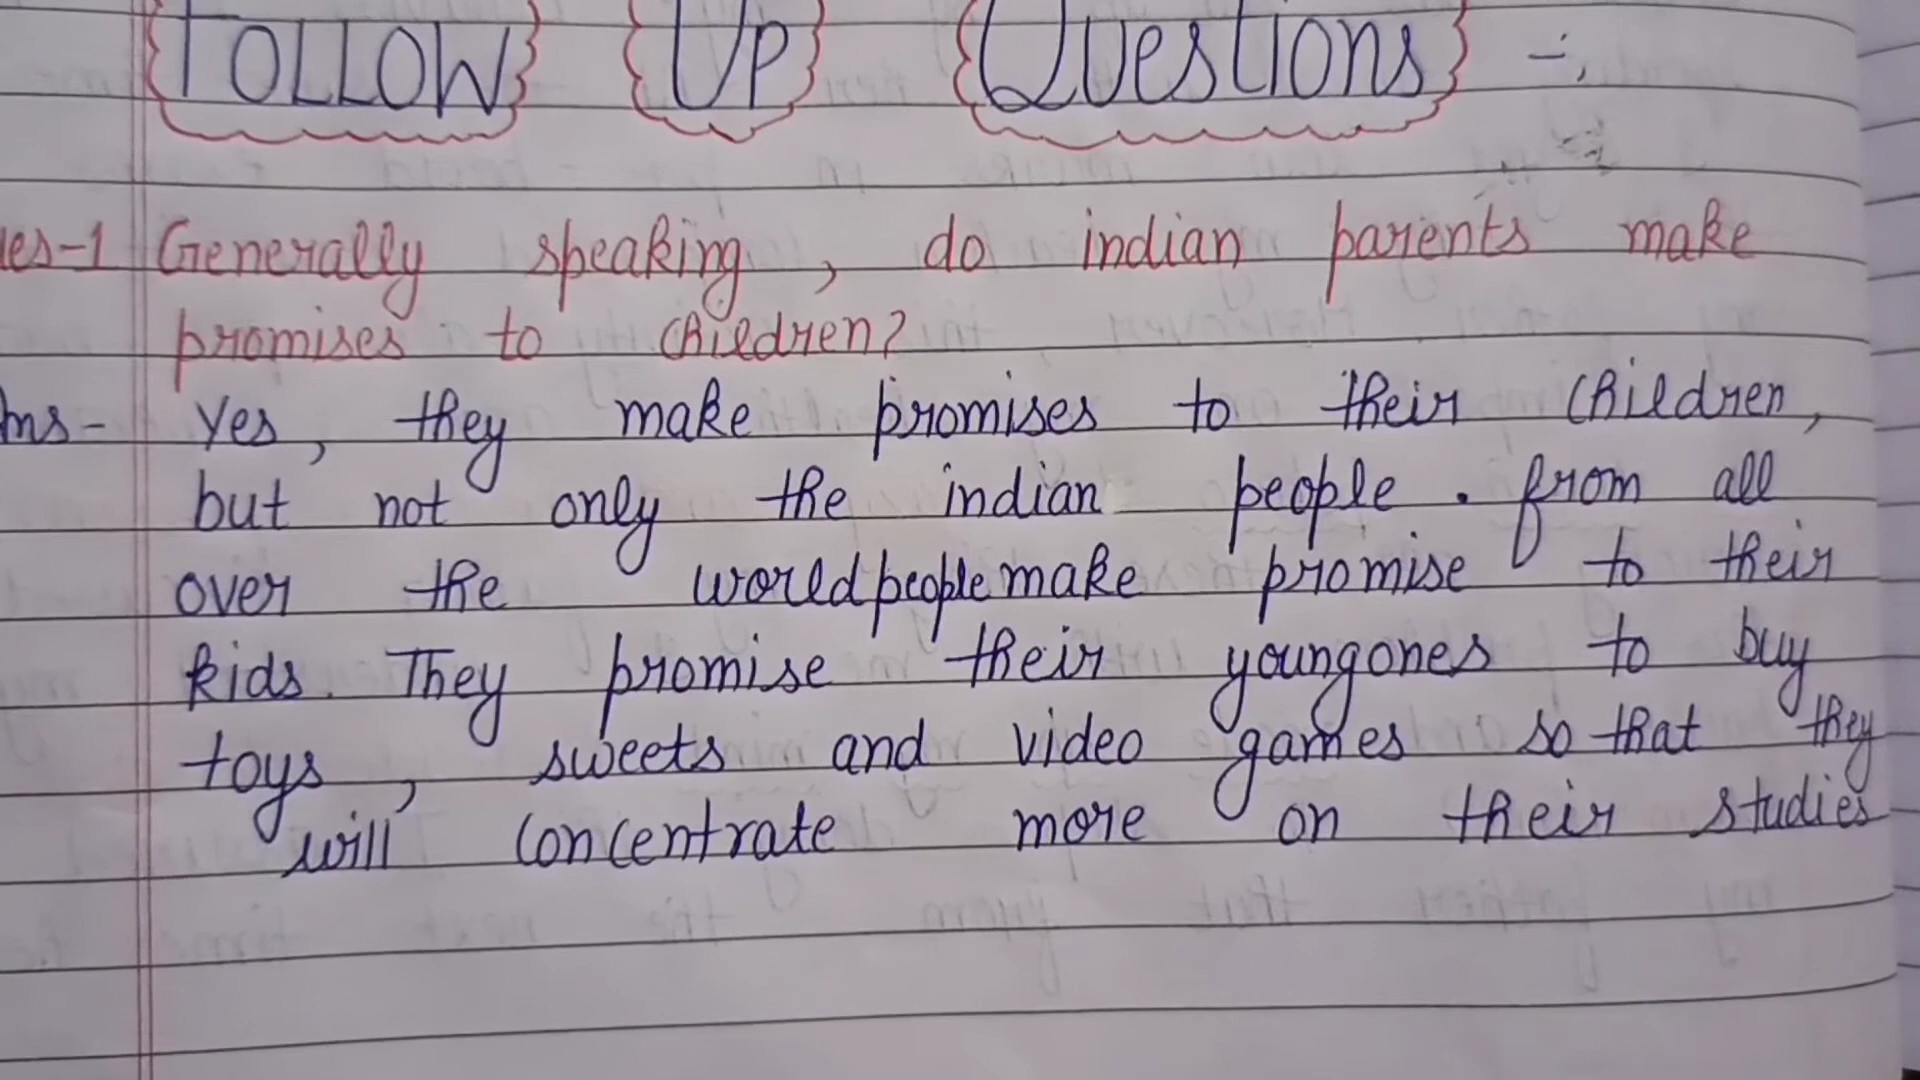 FOLLOW UP QUESTIONS -:
ues-1 Generally speaking, do indian parents make
promises to children?
Ans- Yes, they make promises to their children,
but not only the indian people. from all
over the world people make promise to their
kids. They promise their youngones to buy
toys, sweets and video games so that they
will concentrate more on their studies